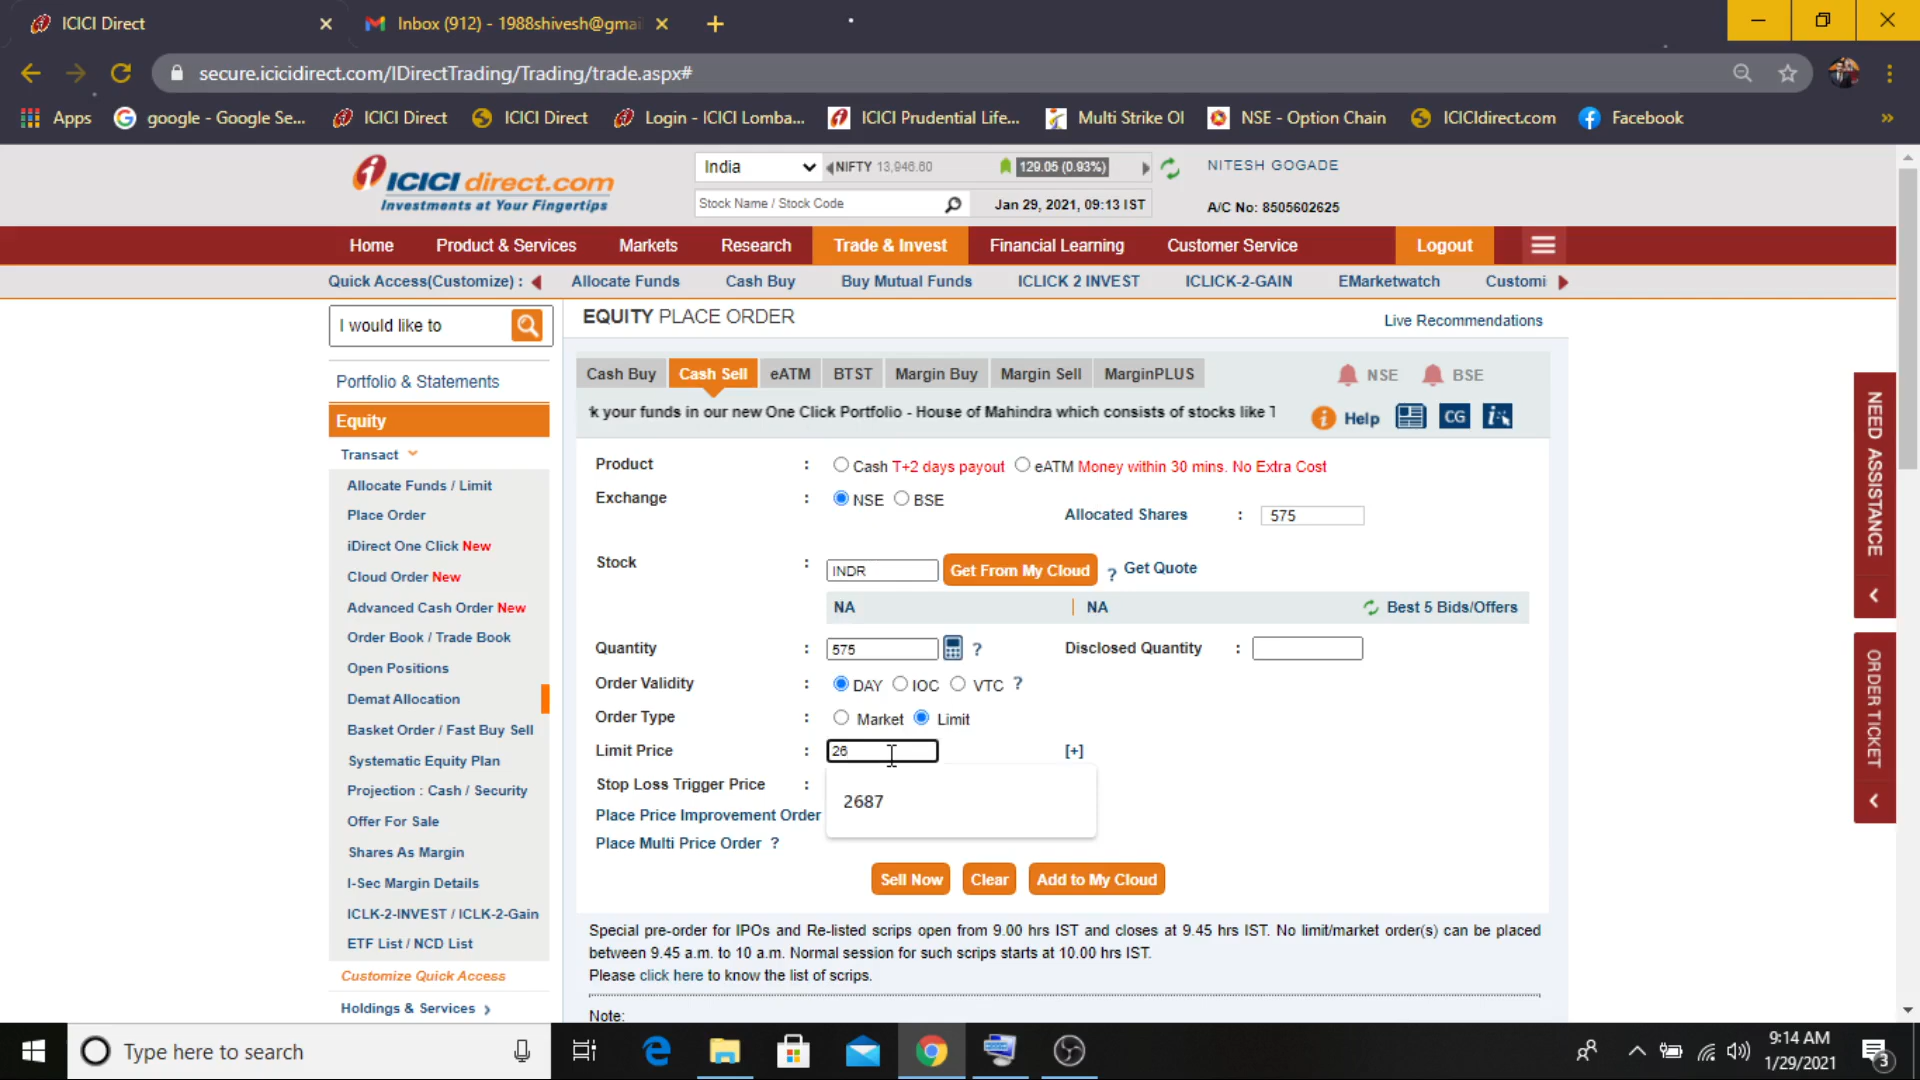 ICICI Direct
Inbox (912) - 1988shivesh@gmai
secure.icicidirect.com/IDirectTrading/Trading/trade.aspx#
Apps
google - Google Se...
ICICI Direct
ICICI Direct
Login - ICICI Lomba...
ICICI Prudential Life...
Multi Strike OI
NSE - Option Chain
ICICIdirect.com
Facebook
ICICI direct.com
Investments at Your Fingertips
India
NIFTY 13,946.60
129.05 (0.93%)
NITESH GOGADE
Stock Name / Stock Code
Jan 29, 2021, 09:13 IST
A/C No: 8505602625
Home
Product & Services
Markets
Research
Trade & Invest
Financial Learning
Customer Service
Logout
Quick Access(Customize) :
Allocate Funds
Cash Buy
Buy Mutual Funds
ICLICK 2 INVEST
ICLICK-2-GAIN
EMarketwatch
Customi
I would like to
Portfolio & Statements
Equity
Transact
Allocate Funds / Limit
Place Order
iDirect One Click New
Cloud Order New
Advanced Cash Order New
Order Book / Trade Book
Open Positions
Demat Allocation
Basket Order / Fast Buy Sell
Systematic Equity Plan
Projection : Cash / Security
Offer For Sale
Shares As Margin
I-Sec Margin Details
ICLK-2-INVEST / ICLK-2-Gain
ETF List / NCD List
Customize Quick Access
Holdings & Services
EQUITY PLACE ORDER
Live Recommendations
Cash Buy
Cash Sell
eATM
BTST
Margin Buy
Margin Sell
MarginPLUS
NSE
BSE
k your funds in our new One Click Portfolio - House of Mahindra which consists of stocks like T
Help
CG
Product : Cash T+2 days payout eATM Money within 30 mins. No Extra Cost
Exchange : NSE BSE
Allocated Shares : 575
Stock : INDR Get From My Cloud ? Get Quote
NA | NA Best 5 Bids/Offers
Quantity : 575 ? Disclosed Quantity :
Order Validity : DAY IOC VTC ?
Order Type : Market Limit
Limit Price : 26 [+]
2687
Stop Loss Trigger Price :
Place Price Improvement Order
Place Multi Price Order ?
Sell Now
Clear
Add to My Cloud
Special pre-order for IPOs and Re-listed scrips open from 9.00 hrs IST and closes at 9.45 hrs IST. No limit/market order(s) can be placed
between 9.45 a.m. to 10 a.m. Normal session for such scrips starts at 10.00 hrs IST.
Please click here to know the list of scrips.
Note:
NEED ASSISTANCE
ORDER TICKET
Type here to search
9:14 AM
1/29/2021
3